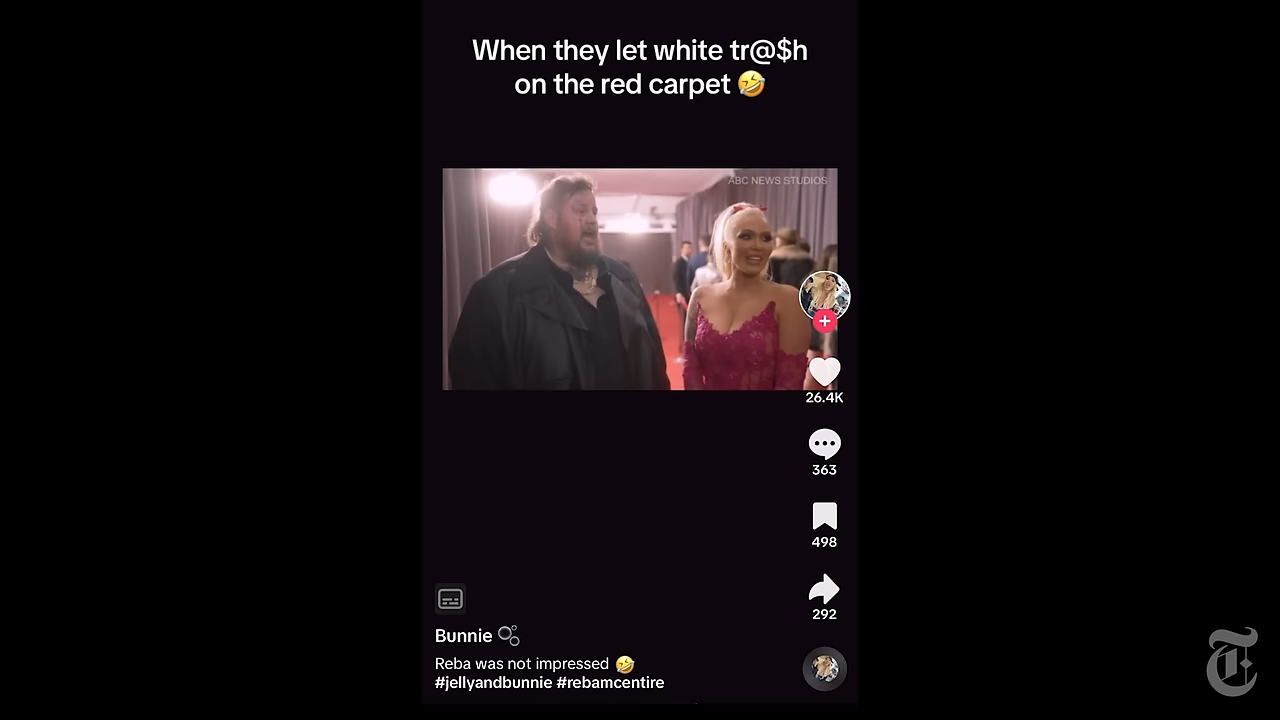 When they let white tr@$h
on the red carpet 🤣
ABC NEWS STUDIOS
26.4K
363
498
292
Bunnie 🫧
Reba was not impressed 🤣
#jellyandbunnie #rebamcentire
T